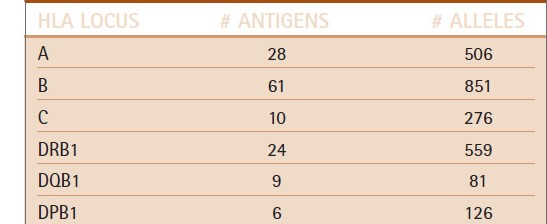 HLA LOCUS # ANTIGENS # ALLELES
A 28 506
B 61 851
C 10 276
DRB1 24 559
DQB1 9 81
DPB1 6 126